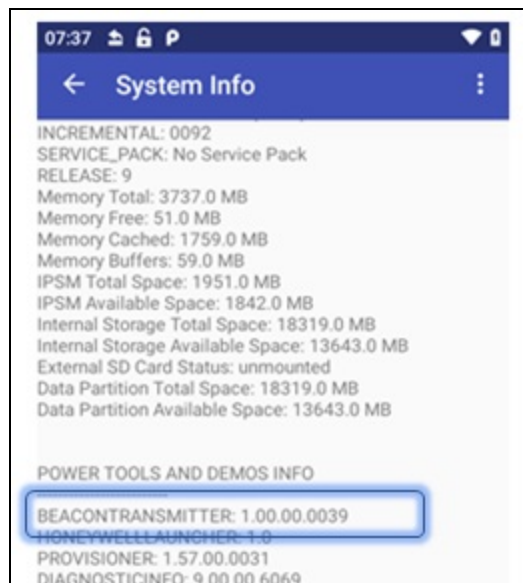 07:37
System Info
INCREMENTAL: 0092
SERVICE_PACK: No Service Pack
RELEASE: 9
Memory Total: 3737.0 MB
Memory Free: 51.0 MB
Memory Cached: 1759.0 MB
Memory Buffers: 59.0 MB
IPSM Total Space: 1951.0 MB
IPSM Available Space: 1842.0 MB
Internal Storage Total Space: 18319.0 MB
Internal Storage Available Space: 13643.0 MB
External SD Card Status: unmounted
Data Partition Total Space: 18319.0 MB
Data Partition Available Space: 13643.0 MB
POWER TOOLS AND DEMOS INFO
--------------------------
BEACONTRANSMITTER: 1.00.00.0039
HONEYWELLLAUNCHER: 1.0
PROVISIONER: 1.57.00.0031
DIAGNOSTICINFO: 9.00.00.6069